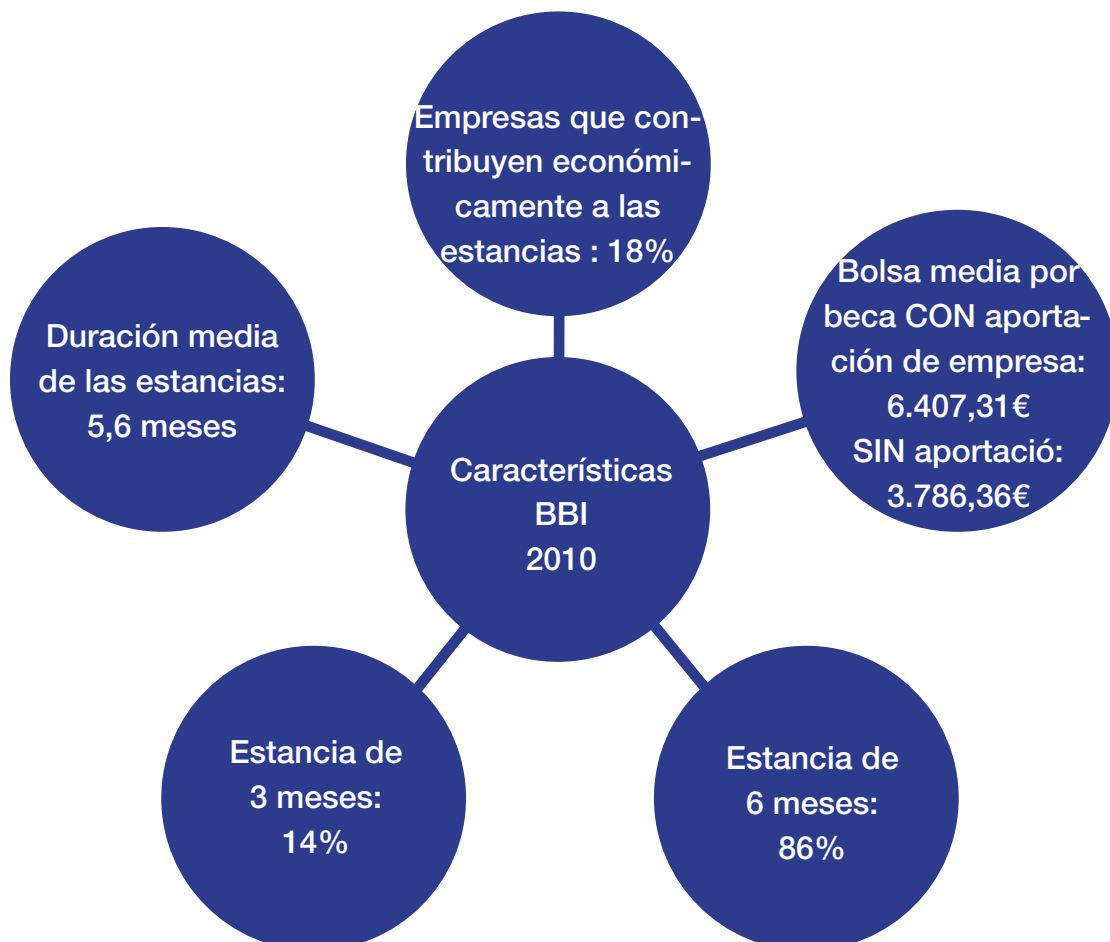 Empresas que con-
tribuyen económi-
camente a las
estancias : 18%
Bolsa media por
beca CON aporta-
ción de empresa:
6.407,31€
SIN aportació:
3.786,36€
Duración media
de las estancias:
5,6 meses
Característísticas
BBI
2010
Estancia de
3 meses:
14%
Estancia de
6 meses:
86%